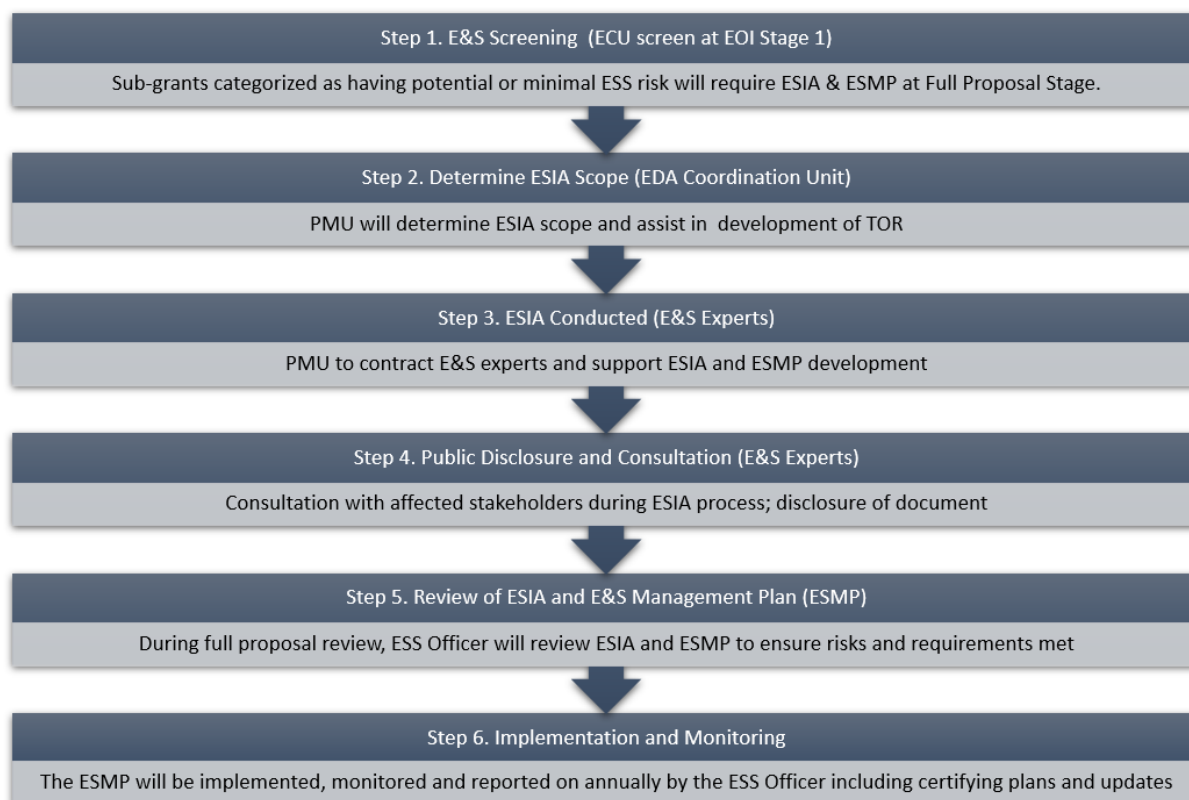 Step 1. E&S Screening (ECU screen at EOI Stage 1)
Sub-grants categorized as having potential or minimal ESS risk will require ESIA & ESMP at Full Proposal Stage.
Step 2. Determine ESIA Scope (EDA Coordination Unit)
PMU will determine ESIA scope and assist in development of TOR
Step 3. ESIA Conducted (E&S Experts)
PMU to contract E&S experts and support ESIA and ESMP development
Step 4. Public Disclosure and Consultation (E&S Experts)
Consultation with affected stakeholders during ESIA process; disclosure of document
Step 5. Review of ESIA and E&S Management Plan (ESMP)
During full proposal review, ESS Officer will review ESIA and ESMP to ensure risks and requirements met
Step 6. Implementation and Monitoring
The ESMP will be implemented, monitored and reported on annually by the ESS Officer including certifying plans and updates